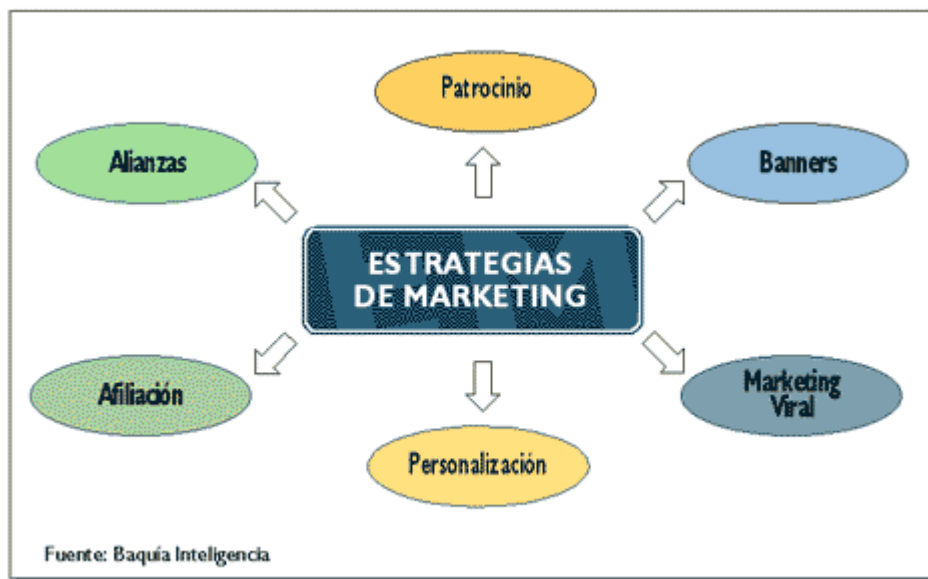 Patrocinio
Alianzas
Banners
ESTRATEGIAS
DE MARKETING
Afiliación
Marketing
Viral
Personalización
Fuente: Baquía Inteligencia